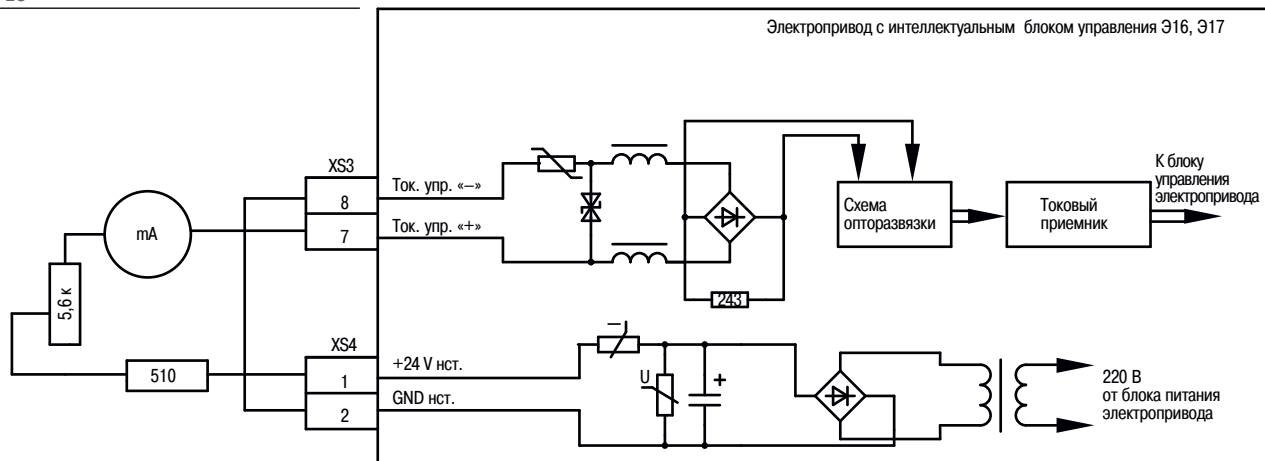 Электропривод с интеллектуальным блоком управления Э16, Э17
XS3
8
7
Ток. упр. «–»
Ток. упр. «+»
mA
5,6 к
510
XS4
1
2
+24 V нст.
GND нст.
243
Схема
опторазвязки
Токовый
приемник
К блоку
управления
электропривода
–
U
+
220 В
от блока питания
электропривода